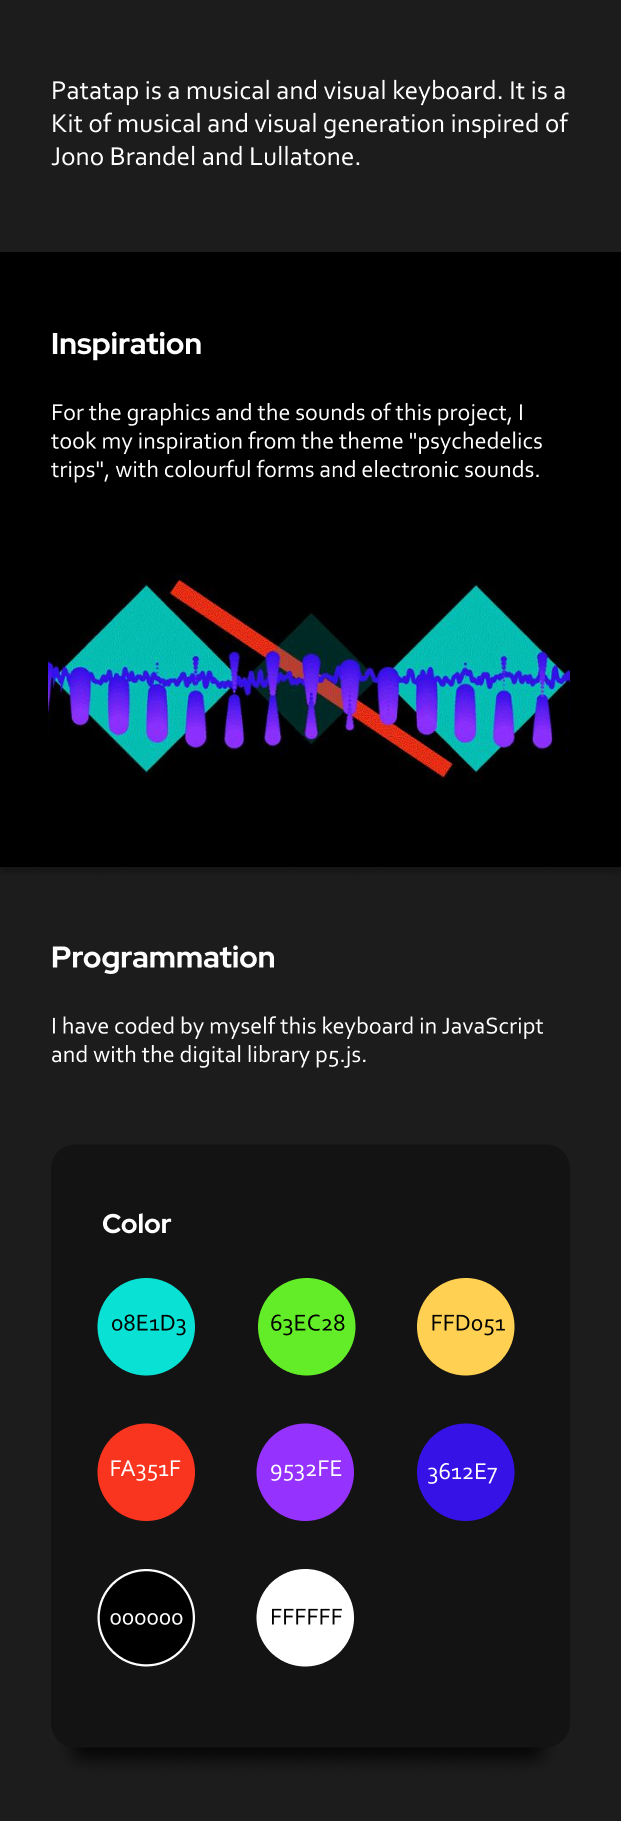 Patatap is a musical and visual keyboard. It is a
Kit of musical and visual generation inspired of
Jono Brandel and Lullatone.
Inspiration
For the graphics and the sounds of this project, I
took my inspiration from the theme "psychedelics
trips", with colourful forms and electronic sounds.
Programmation
I have coded by myself this keyboard in JavaScript
and with the digital library p5.js.
Color
08E1D3
63EC28
FFD051
FA351F
9532FE
3612E7
000000
FFFFFF